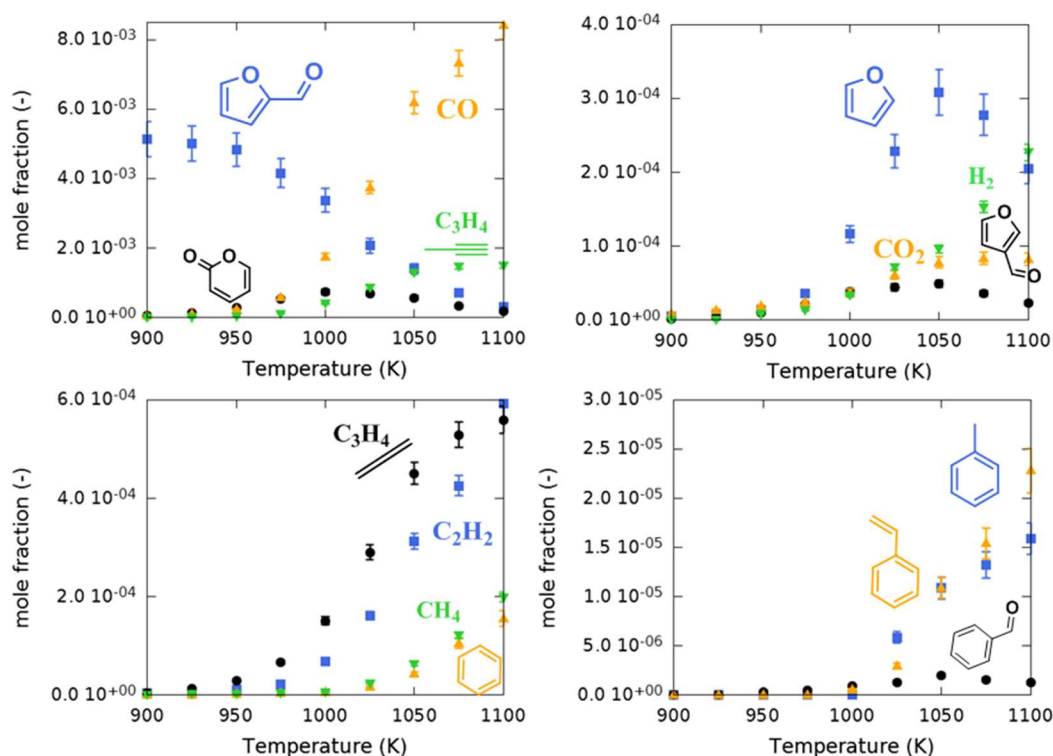 8.0 10⁻⁰³
6.0 10⁻⁰³
4.0 10⁻⁰³
2.0 10⁻⁰³
0.0 10⁺⁰⁰
mole fraction (-)
O
O
CO
C₃H₄
O
O
900 950 1000 1050 1100
Temperature (K)
4.0 10⁻⁰⁴
3.0 10⁻⁰⁴
2.0 10⁻⁰⁴
1.0 10⁻⁰⁴
0.0 10⁺⁰⁰
mole fraction (-)
O
H₂
O
CO₂
O
900 950 1000 1050 1100
Temperature (K)
6.0 10⁻⁰⁴
4.0 10⁻⁰⁴
2.0 10⁻⁰⁴
0.0 10⁺⁰⁰
mole fraction (-)
C₃H₄
C₂H₂
CH₄
900 950 1000 1050 1100
Temperature (K)
3.0 10⁻⁰⁵
2.5 10⁻⁰⁵
2.0 10⁻⁰⁵
1.5 10⁻⁰⁵
1.0 10⁻⁰⁵
5.0 10⁻⁰⁶
0.0 10⁺⁰⁰
mole fraction (-)
O
900 950 1000 1050 1100
Temperature (K)